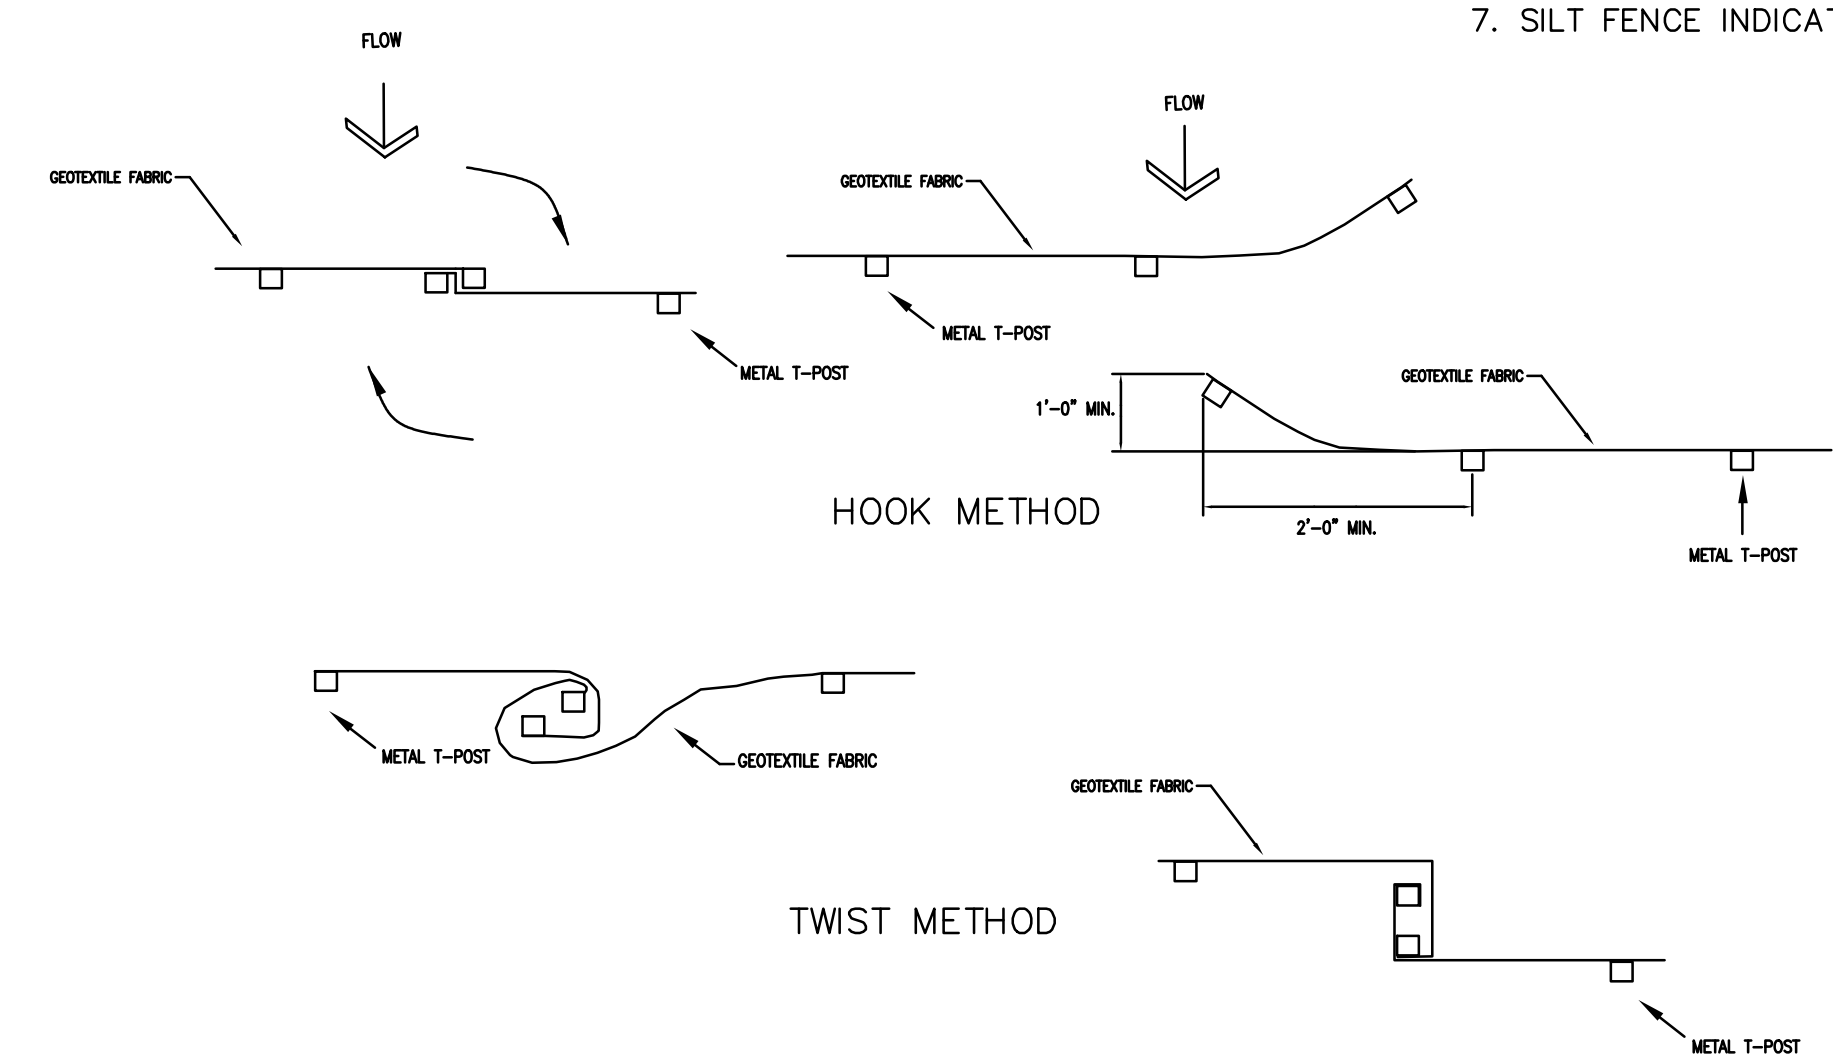 7. SILT FENCE INDICAT
FLOW
FLOW
GEOTEXTILE FABRIC
GEOTEXTILE FABRIC
METAL T-POST
METAL T-POST
GEOTEXTILE FABRIC
1'-0" MIN.
HOOK METHOD
2'-0" MIN.
METAL T-POST
METAL T-POST
GEOTEXTILE FABRIC
GEOTEXTILE FABRIC
TWIST METHOD
METAL T-POST